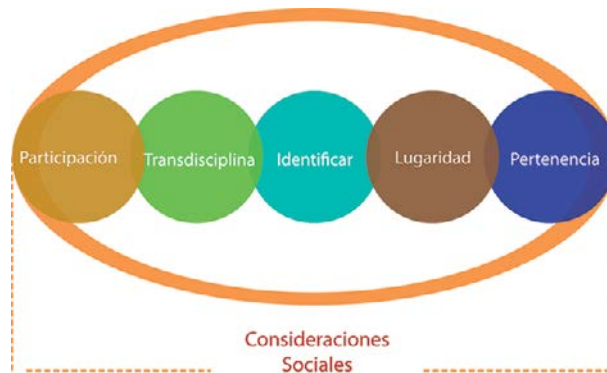 Participación
Transdisciplina
Identificar
Lugaridad
Pertenencia
Consideraciones
Sociales